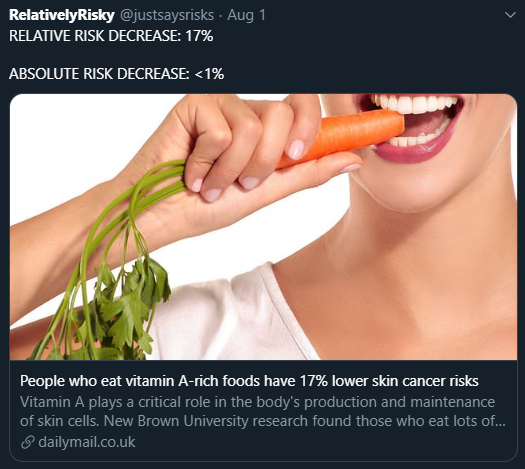 RelativelyRisky @justsaysrisks · Aug 1
RELATIVE RISK DECREASE: 17%
ABSOLUTE RISK DECREASE: <1%
People who eat vitamin A-rich foods have 17% lower skin cancer risks
Vitamin A plays a critical role in the body's production and maintenance
of skin cells. New Brown University research found those who eat lots of...
dailymail.co.uk